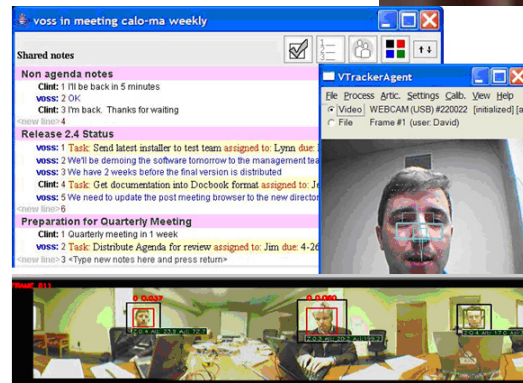 voss in meeting calo-ma weekly
Shared notes
Non agenda notes
Clint: 1 I'll be back in 5 minutes
voss: 2 OK
Clint: 3 I'm back. Thanks for waiting
<new line>4
Release 2.4 Status
voss: 1 Task: Send latest installer to test team assigned to: Lynn due:
voss: 2 We'll be demoing the software tomorrow to the management tea
voss: 3 We have 2 weeks before the final version is distributed
Clint: 4 Task: Get documentation into Docbook format assigned to: Je
voss: 5 We need to update the post meeting browser to the new director
<new line>6
Preparation for Quarterly Meeting
Clint: 1 Quarterly meeting in 1 week
voss: 2 Task: Distribute Agenda for review assigned to: Jim due: 4-26
<new line>3 <Type new notes here and press return>
VTrackerAgent
File Process Artic. Settings Calib. View Help
Video WEBCAM (USB) #220022 [initialized] [a
File Frame #1 (user: David)